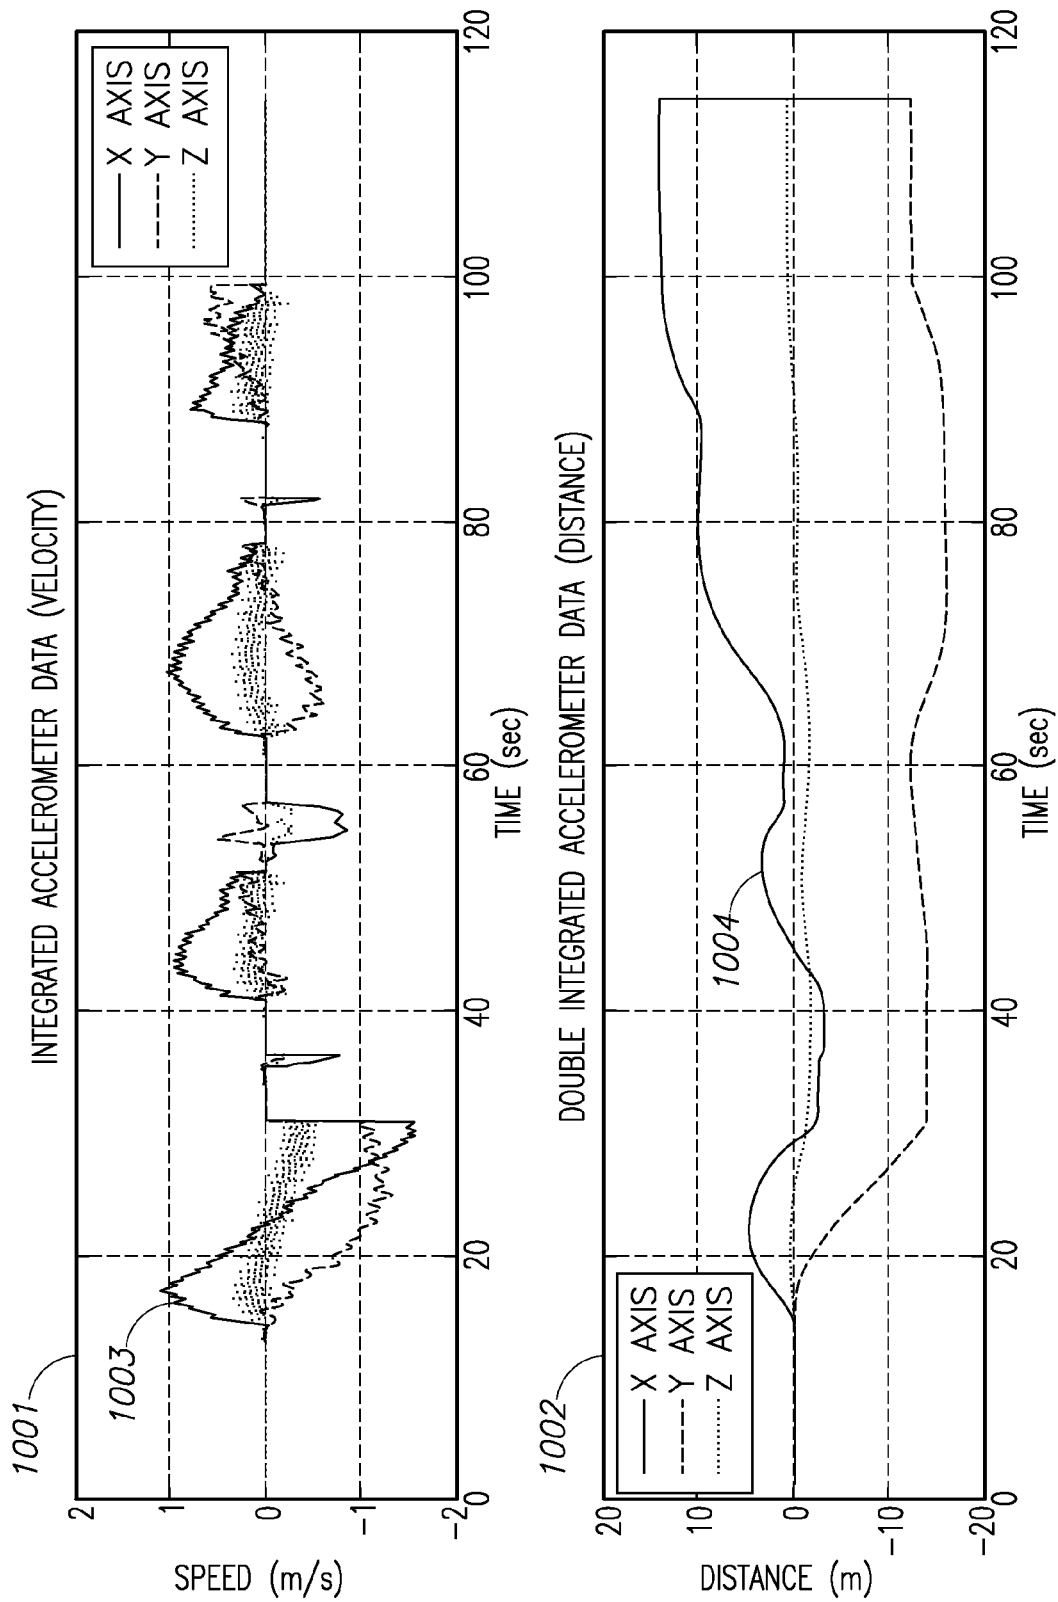 1001
INTEGRATED ACCELEROMETER DATA (VELOCITY)
1003
X AXIS
Y AXIS
Z AXIS
SPEED (m/s)
2
1
0
-1
-2
0
20
40
60
80
100
120
TIME (sec)
1002
DOUBLE INTEGRATED ACCELEROMETER DATA (DISTANCE)
1004
X AXIS
Y AXIS
Z AXIS
DISTANCE (m)
20
10
0
-10
-20
0
20
40
60
80
100
120
TIME (sec)